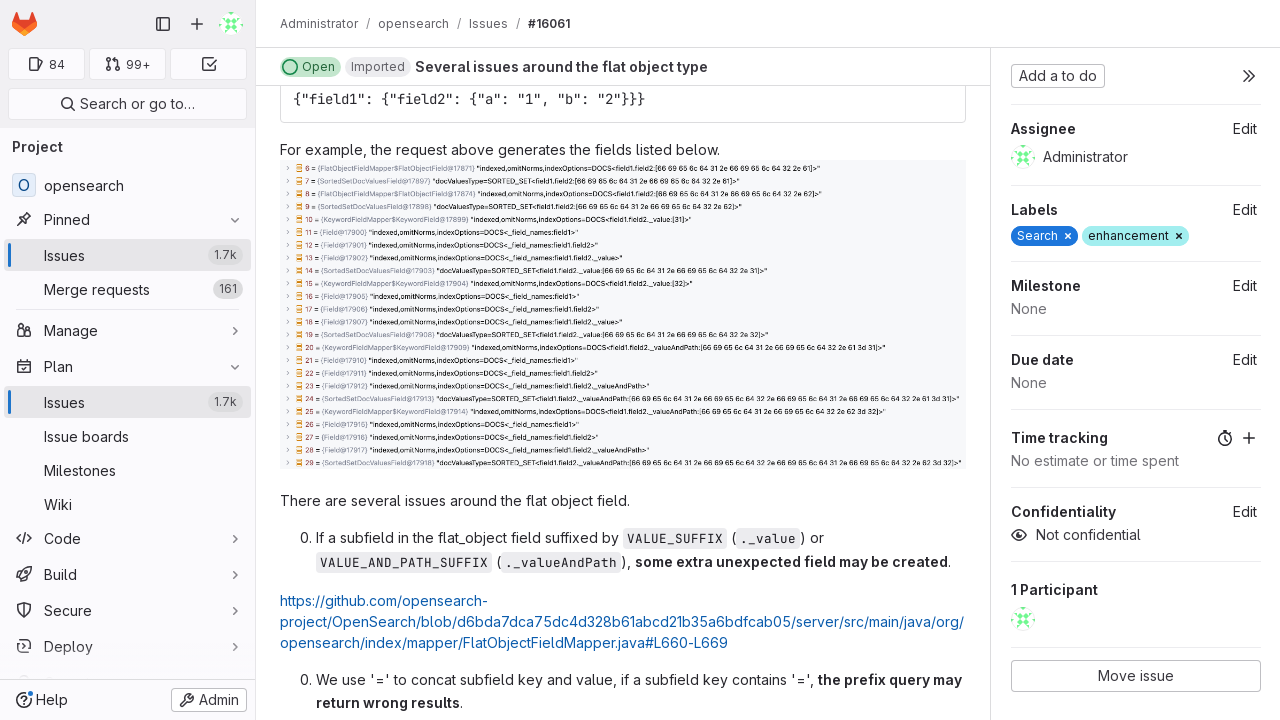 Administrator / opensearch / Issues / #16061
84
99+
Search or go to…
Project
O opensearch
Pinned
Issues 1.7k
Merge requests 161
Manage
Plan
Issues 1.7k
Issue boards
Milestones
Wiki
Code
Build
Secure
Deploy
Help
Admin
Open Imported Several issues around the flat object type
{"field1": {"field2": {"a": "1", "b": "2"}}}
For example, the request above generates the fields listed below.
6 = {FlatObjectFieldMapper$FlatObjectField@17871} "indexed,omitNorms,indexOptions=DOCS<field1.field2:[66 69 65 6c 64 31 2e 66 69 65 6c 64 32 2e 61]>"
7 = {SortedSetDocValuesField@17897} "docValuesType=SORTED_SET<field1.field2:[66 69 65 6c 64 31 2e 66 69 65 6c 64 32 2e 61]>"
8 = {FlatObjectFieldMapper$FlatObjectField@17874} "indexed,omitNorms,indexOptions=DOCS<field1.field2:[66 69 65 6c 64 31 2e 66 69 65 6c 64 32 2e 62]>"
9 = {SortedSetDocValuesField@17898} "docValuesType=SORTED_SET<field1.field2:[66 69 65 6c 64 31 2e 66 69 65 6c 64 32 2e 62]>"
10 = {KeywordFieldMapper$KeywordField@17899} "indexed,omitNorms,indexOptions=DOCS<field1.field2._value:[31]>"
11 = {Field@17900} "indexed,omitNorms,indexOptions=DOCS<_field_names:field1>"
12 = {Field@17901} "indexed,omitNorms,indexOptions=DOCS<_field_names:field1.field2>"
13 = {Field@17902} "indexed,omitNorms,indexOptions=DOCS<_field_names:field1.field2._value>"
14 = {SortedSetDocValuesField@17903} "docValuesType=SORTED_SET<field1.field2._value:[66 69 65 6c 64 31 2e 66 69 65 6c 64 32 2e 31]>"
15 = {KeywordFieldMapper$KeywordField@17904} "indexed,omitNorms,indexOptions=DOCS<field1.field2._value:[32]>"
16 = {Field@17905} "indexed,omitNorms,indexOptions=DOCS<_field_names:field1>"
17 = {Field@17906} "indexed,omitNorms,indexOptions=DOCS<_field_names:field1.field2>"
18 = {Field@17907} "indexed,omitNorms,indexOptions=DOCS<_field_names:field1.field2._value>"
19 = {SortedSetDocValuesField@17908} "docValuesType=SORTED_SET<field1.field2._value:[66 69 65 6c 64 31 2e 66 69 65 6c 64 32 2e 32]>"
20 = {KeywordFieldMapper$KeywordField@17909} "indexed,omitNorms,indexOptions=DOCS<field1.field2._valueAndPath:[66 69 65 6c 64 31 2e 66 69 65 6c 64 32 2e 61 3d 31]>"
21 = {Field@17910} "indexed,omitNorms,indexOptions=DOCS<_field_names:field1>"
22 = {Field@17911} "indexed,omitNorms,indexOptions=DOCS<_field_names:field1.field2>"
23 = {Field@17912} "indexed,omitNorms,indexOptions=DOCS<_field_names:field1.field2._valueAndPath>"
24 = {SortedSetDocValuesField@17913} "docValuesType=SORTED_SET<field1.field2._valueAndPath:[66 69 65 6c 64 31 2e 66 69 65 6c 64 32 2e 66 69 65 6c 64 31 2e 66 69 65 6c 64 32 2e 61 3d 31]>"
25 = {KeywordFieldMapper$KeywordField@17914} "indexed,omitNorms,indexOptions=DOCS<field1.field2._valueAndPath:[66 69 65 6c 64 31 2e 66 69 65 6c 64 32 2e 62 3d 32]>"
26 = {Field@17915} "indexed,omitNorms,indexOptions=DOCS<_field_names:field1>"
27 = {Field@17916} "indexed,omitNorms,indexOptions=DOCS<_field_names:field1.field2>"
28 = {Field@17917} "indexed,omitNorms,indexOptions=DOCS<_field_names:field1.field2._valueAndPath>"
29 = {SortedSetDocValuesField@17918} "docValuesType=SORTED_SET<field1.field2._valueAndPath:[66 69 65 6c 64 31 2e 66 69 65 6c 64 32 2e 66 69 65 6c 64 31 2e 66 69 65 6c 64 32 2e 62 3d 32]>"
There are several issues around the flat object field.
0. If a subfield in the flat_object field suffixed by VALUE_SUFFIX (._value) or
VALUE_AND_PATH_SUFFIX (._valueAndPath), some extra unexpected field may be created.
https://github.com/opensearch-
project/OpenSearch/blob/d6bda7dca75dc4d328b61abcd21b35a6bdfcab05/server/src/main/java/org/
opensearch/index/mapper/FlatObjectFieldMapper.java#L660-L669
0. We use '=' to concat subfield key and value, if a subfield key contains '=', the prefix query may
return wrong results.
Add a to do
Assignee Edit
Administrator
Labels Edit
Search × enhancement ×
Milestone Edit
None
Due date Edit
None
Time tracking
No estimate or time spent
Confidentiality Edit
Not confidential
1 Participant
Move issue